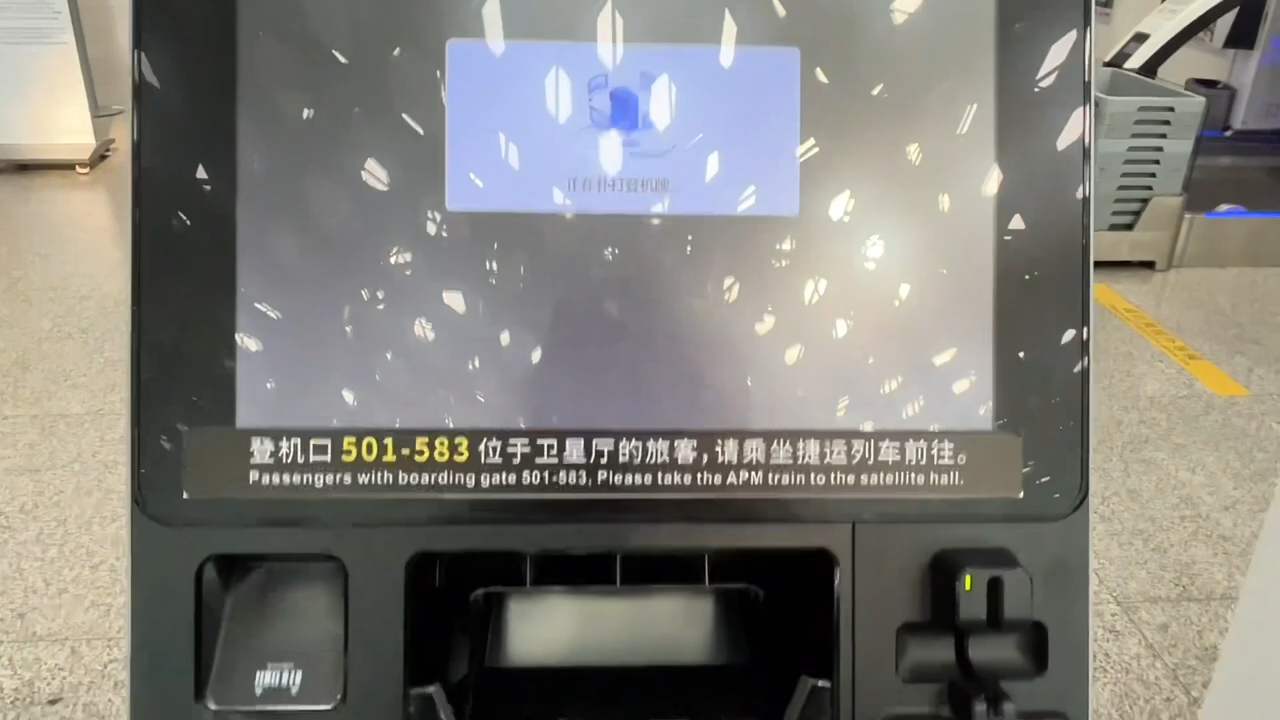 登机口 501-583 位于卫星厅的旅客,请乘坐捷运列车前往。
Passengers with boarding gate 501-583, Please take the APM train to the satellite hall.